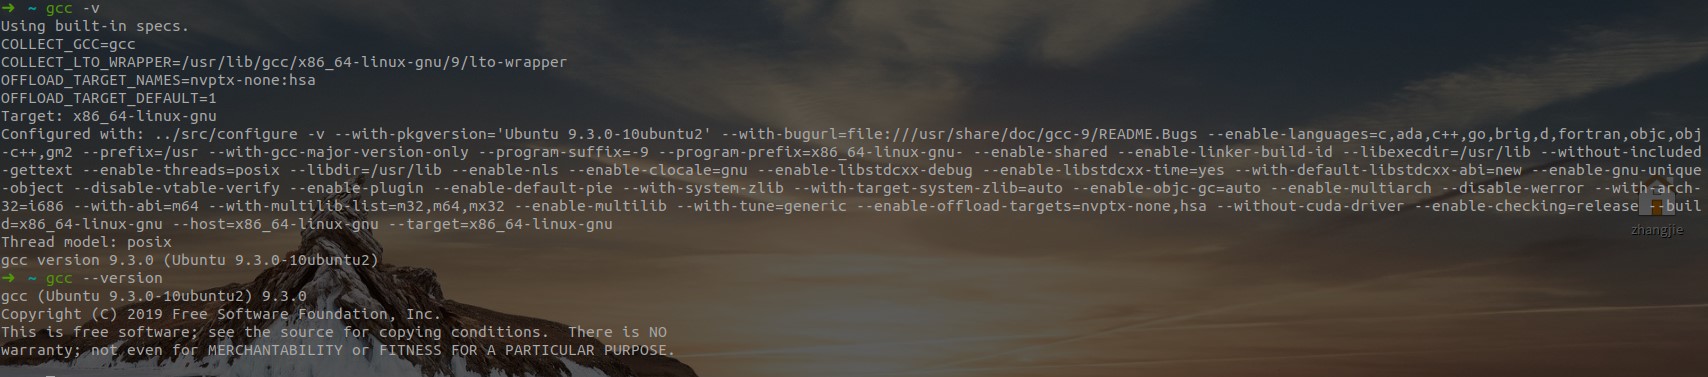 ➜ ~ gcc -v
Using built-in specs.
COLLECT_GCC=gcc
COLLECT_LTO_WRAPPER=/usr/lib/gcc/x86_64-linux-gnu/9/lto-wrapper
OFFLOAD_TARGET_NAMES=nvptx-none:hsa
OFFLOAD_TARGET_DEFAULT=1
Target: x86_64-linux-gnu
Configured with: ../src/configure -v --with-pkgversion='Ubuntu 9.3.0-10ubuntu2' --with-bugurl=file:///usr/share/doc/gcc-9/README.Bugs --enable-languages=c,ada,c++,go,brig,d,fortran,objc,obj
-c++,gm2 --prefix=/usr --with-gcc-major-version-only --program-suffix=-9 --program-prefix=x86_64-linux-gnu- --enable-shared --enable-linker-build-id --libexecdir=/usr/lib --without-included
-gettext --enable-threads=posix --libdir=/usr/lib --enable-nls --enable-clocale=gnu --enable-libstdcxx-debug --enable-libstdcxx-time=yes --with-default-libstdcxx-abi=new --enable-gnu-unique
-object --disable-vtable-verify --enable-plugin --enable-default-pie --with-system-zlib --with-target-system-zlib=auto --enable-objc-gc=auto --enable-multiarch --disable-werror --with-arch-
32=i686 --with-abi=m64 --with-multilib-list=m32,m64,mx32 --enable-multilib --with-tune=generic --enable-offload-targets=nvptx-none,hsa --without-cuda-driver --enable-checking=release --buil
d=x86_64-linux-gnu --host=x86_64-linux-gnu --target=x86_64-linux-gnu
zhangjie
Thread model: posix
gcc version 9.3.0 (Ubuntu 9.3.0-10ubuntu2)
➜ ~ gcc --version
gcc (Ubuntu 9.3.0-10ubuntu2) 9.3.0
Copyright (C) 2019 Free Software Foundation, Inc.
This is free software; see the source for copying conditions.  There is NO
warranty; not even for MERCHANTABILITY or FITNESS FOR A PARTICULAR PURPOSE.